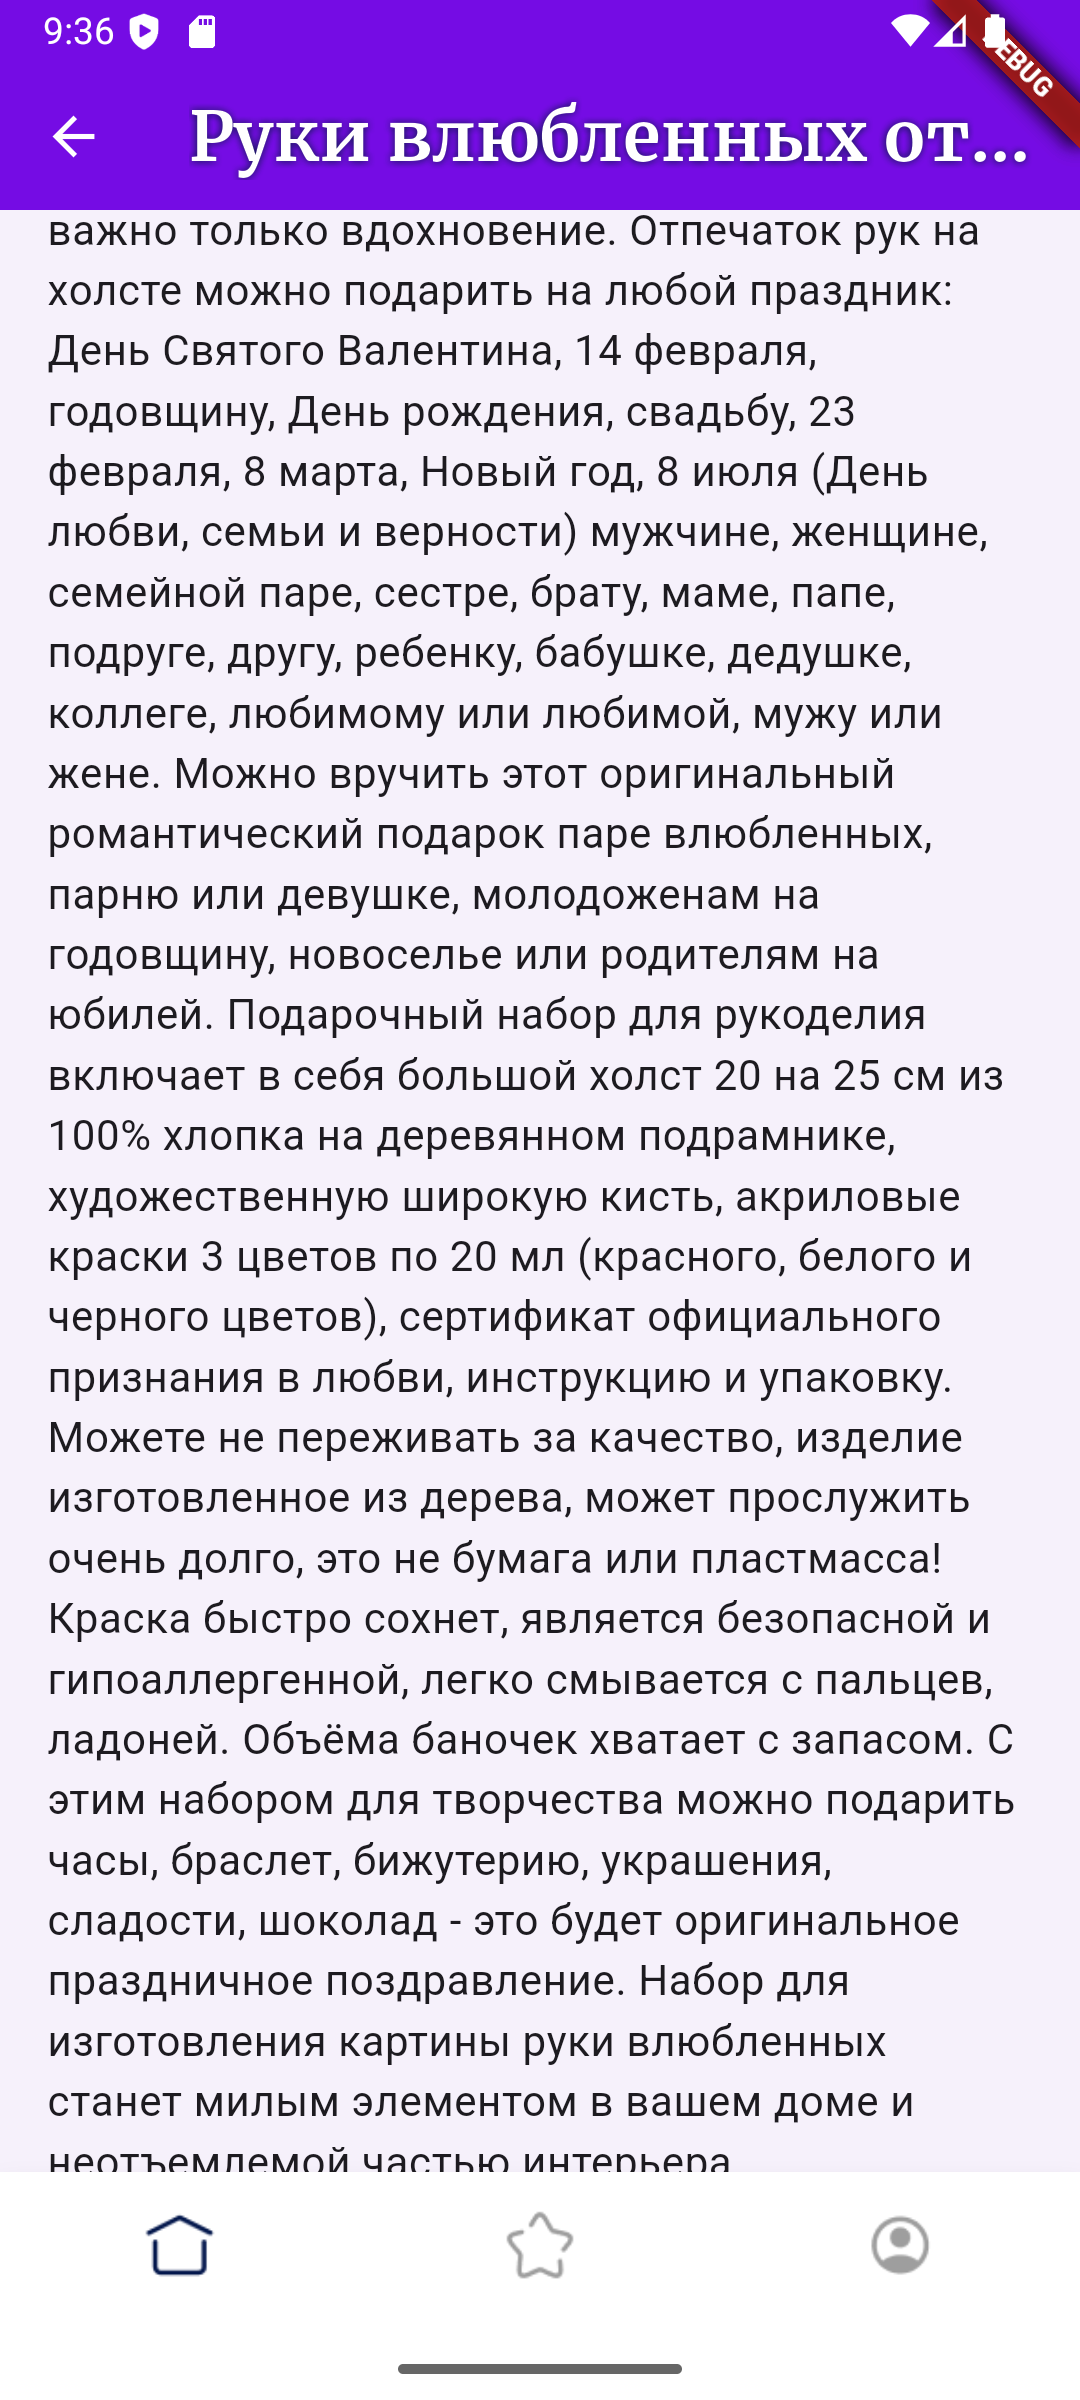 9:36
EBUG
Руки влюбленных от...
важно только вдохновение. Отпечаток рук на
холсте можно подарить на любой праздник:
День Святого Валентина, 14 февраля,
годовщину, День рождения, свадьбу, 23
февраля, 8 марта, Новый год, 8 июля (День
любви, семьи и верности) мужчине, женщине,
семейной паре, сестре, брату, маме, папе,
подруге, другу, ребенку, бабушке, дедушке,
коллеге, любимому или любимой, мужу или
жене. Можно вручить этот оригинальный
романтический подарок паре влюбленных,
парню или девушке, молодоженам на
годовщину, новоселье или родителям на
юбилей. Подарочный набор для рукоделия
включает в себя большой холст 20 на 25 см из
100% хлопка на деревянном подрамнике,
художественную широкую кисть, акриловые
краски 3 цветов по 20 мл (красного, белого и
черного цветов), сертификат официального
признания в любви, инструкцию и упаковку.
Можете не переживать за качество, изделие
изготовленное из дерева, может прослужить
очень долго, это не бумага или пластмасса!
Краска быстро сохнет, является безопасной и
гипоаллергенной, легко смывается с пальцев,
ладоней. Объёма баночек хватает с запасом. С
этим набором для творчества можно подарить
часы, браслет, бижутерию, украшения,
сладости, шоколад - это будет оригинальное
праздничное поздравление. Набор для
изготовления картины руки влюбленных
станет милым элементом в вашем доме и
неотъемлемой частью интерьера